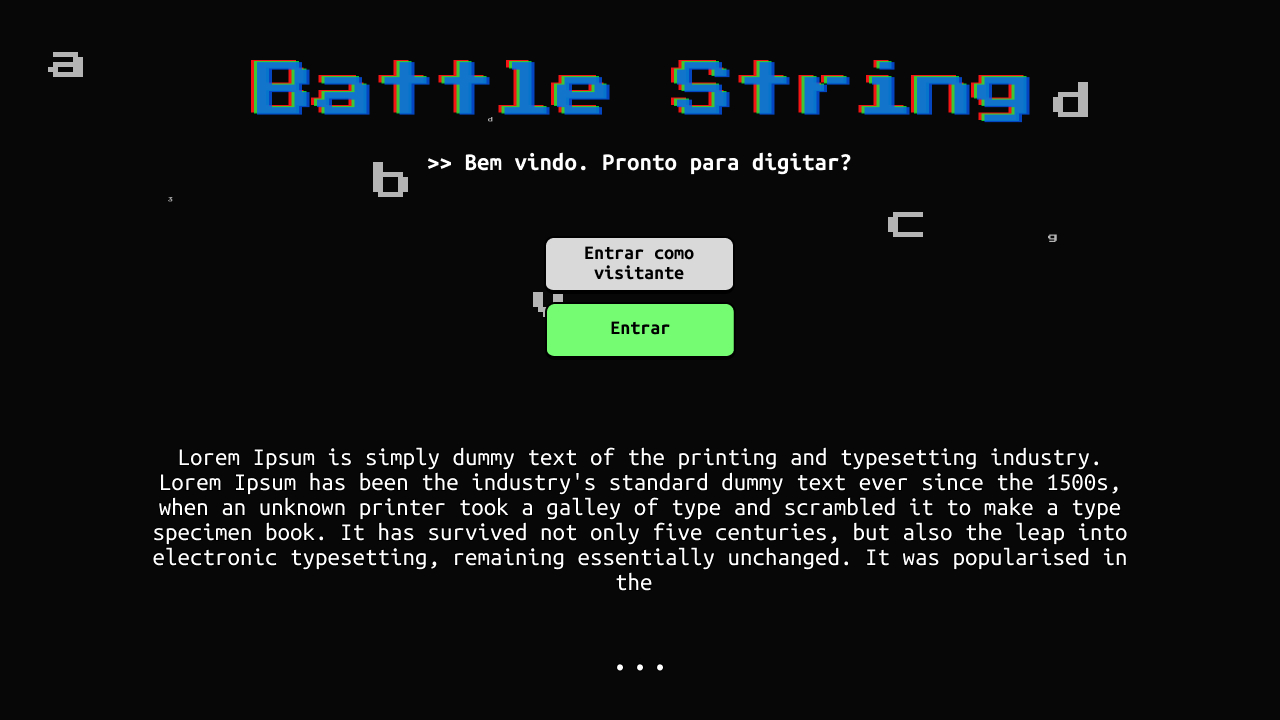 a
Battle String
d
d
>> Bem vindo. Pronto para digitar?
b
s
c
g
Entrar como
visitante
Entrar
Lorem Ipsum is simply dummy text of the printing and typesetting industry.
Lorem Ipsum has been the industry's standard dummy text ever since the 1500s,
when an unknown printer took a galley of type and scrambled it to make a type
specimen book. It has survived not only five centuries, but also the leap into
electronic typesetting, remaining essentially unchanged. It was popularised in
the
...